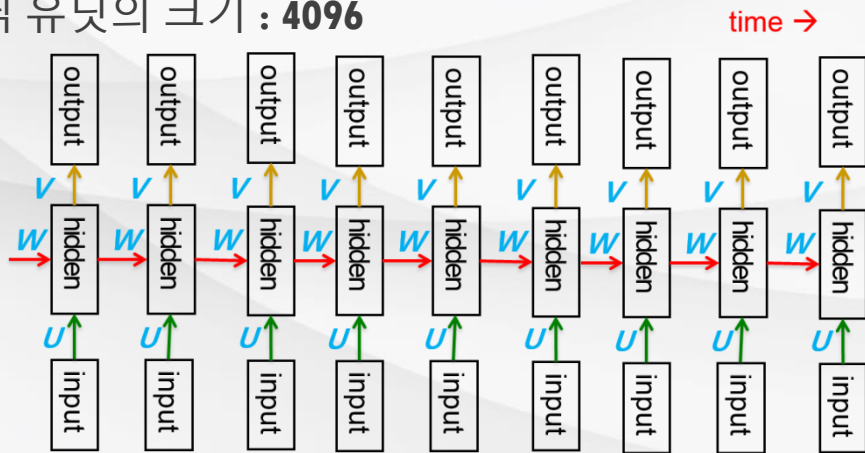 유닛의 크기 : 4096
time →
output output output output output output output output output
V V V V V V V V V
hidden hidden hidden hidden hidden hidden hidden hidden hidden
W W W W W W W W W
U U U U U U U U U
input input input input input input input input input